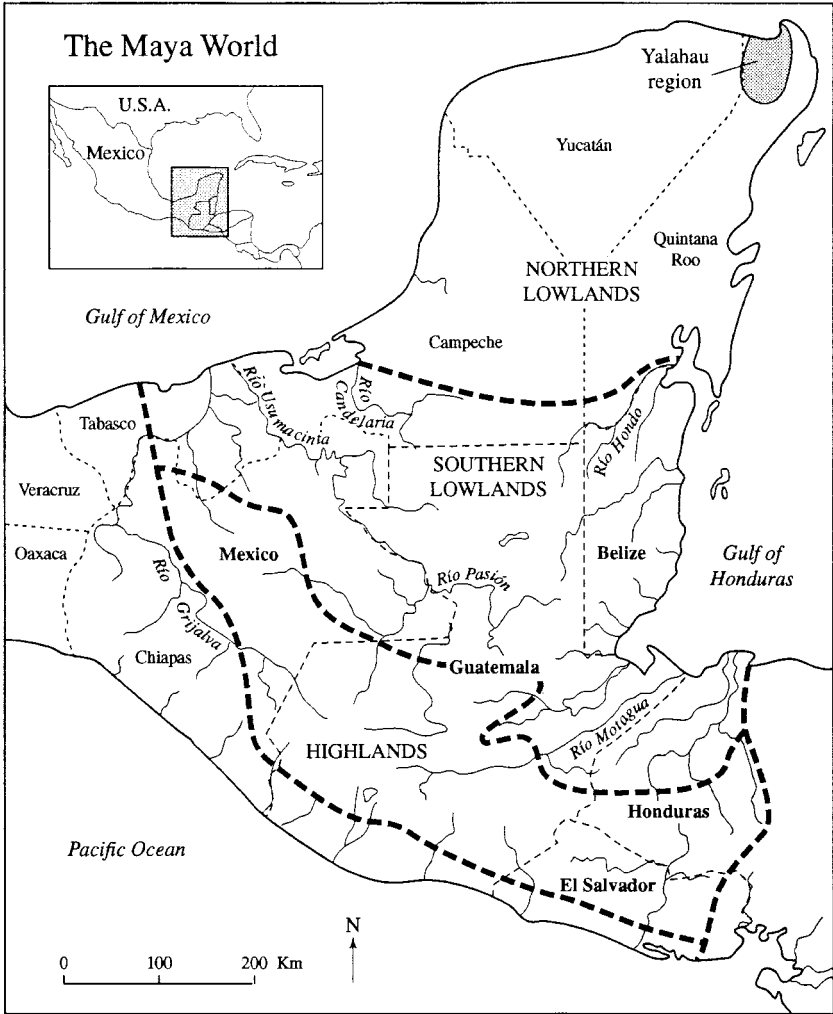 The Maya World
U.S.A.
Mexico
Yalahau
region
Yucatán
Quintana
Roo
NORTHERN
LOWLANDS
Gulf of Mexico
Campeche
Río Usumacinta
Río
Candelaria
Río Hondo
Tabasco
SOUTHERN
LOWLANDS
Veracruz
Oaxaca
Mexico
Belize
Gulf of
Honduras
Río
Grijalva
Río Pasión
Chiapas
Guatemala
Río Motagua
HIGHLANDS
Honduras
Pacific Ocean
El Salvador
N
0 100 200 Km